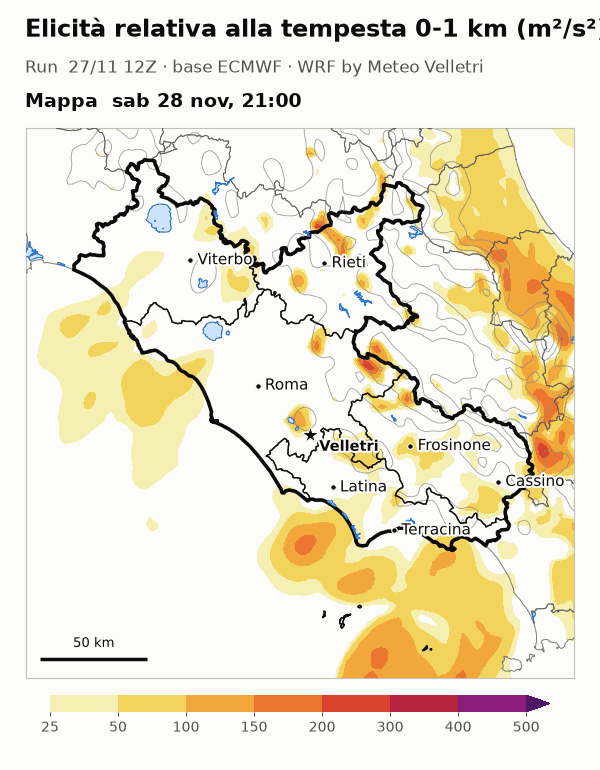 Elicità relativa alla tempesta 0-1 km (m²/s²)
Run 27/11 12Z · base ECMWF · WRF by Meteo Velletri
Mappa sab 28 nov, 21:00
Viterbo
Rieti
Roma
Velletri
Frosinone
Latina
Cassino
Terracina
50 km
25 50 100 150 200 300 400 500